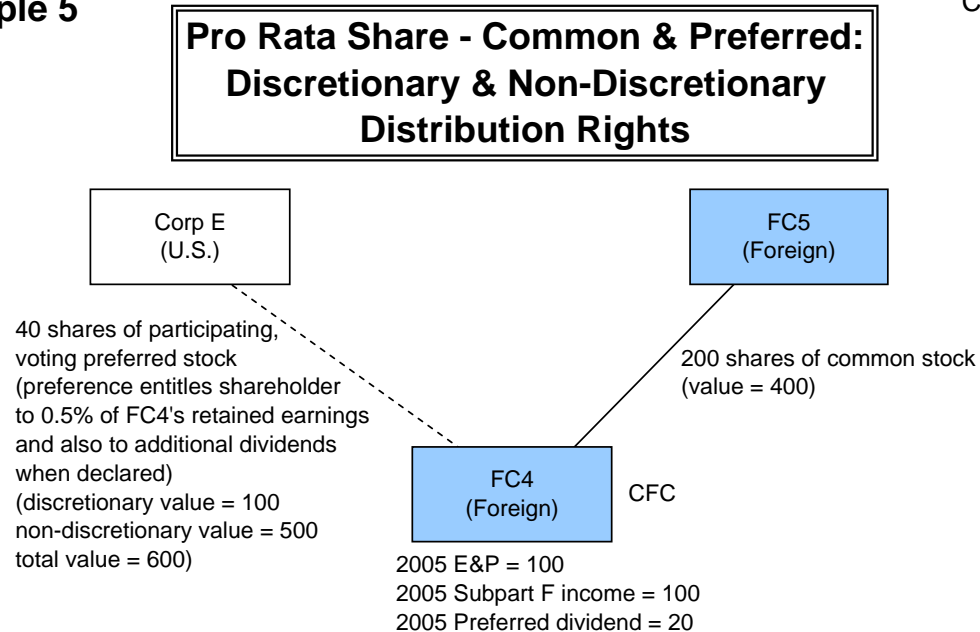 ple 5
C
Pro Rata Share - Common & Preferred:
Discretionary & Non-Discretionary
Distribution Rights
Corp E
(U.S.)
FC5
(Foreign)
40 shares of participating,
voting preferred stock
(preference entitles shareholder
to 0.5% of FC4's retained earnings
and also to additional dividends
when declared)
(discretionary value = 100
non-discretionary value = 500
total value = 600)
200 shares of common stock
(value = 400)
FC4
(Foreign)
CFC
2005 E&P = 100
2005 Subpart F income = 100
2005 Preferred dividend = 20